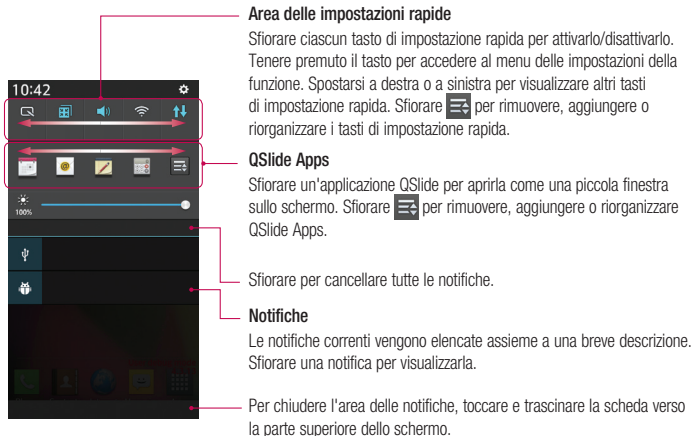 Area delle impostazioni rapide
Sfiorare ciascun tasto di impostazione rapida per attivarlo/disattivarlo.
Tenere premuto il tasto per accedere al menu delle impostazioni della
funzione. Spostarsi a destra o a sinistra per visualizzare altri tasti
di impostazione rapida. Sfiorare per rimuovere, aggiungere o
riorganizzare i tasti di impostazione rapida.
10:42
QSlide Apps
Sfiorare un'applicazione QSlide per aprirla come una piccola finestra
sullo schermo. Sfiorare per rimuovere, aggiungere o riorganizzare
QSlide Apps.
100%
Sfiorare per cancellare tutte le notifiche.
Notifiche
Le notifiche correnti vengono elencate assieme a una breve descrizione.
Sfiorare una notifica per visualizzarla.
Per chiudere l'area delle notifiche, toccare e trascinare la scheda verso
la parte superiore dello schermo.